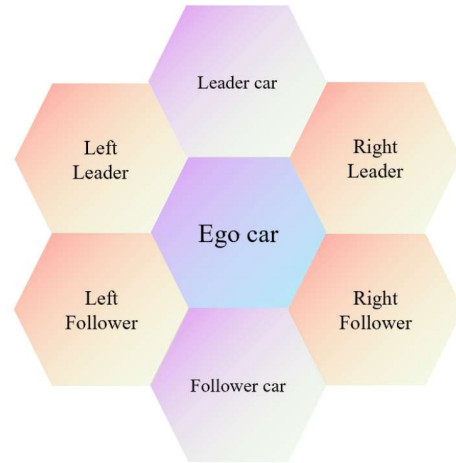 Leader car
Left
Leader
Right
Leader
Ego car
Left
Follower
Right
Follower
Follower car